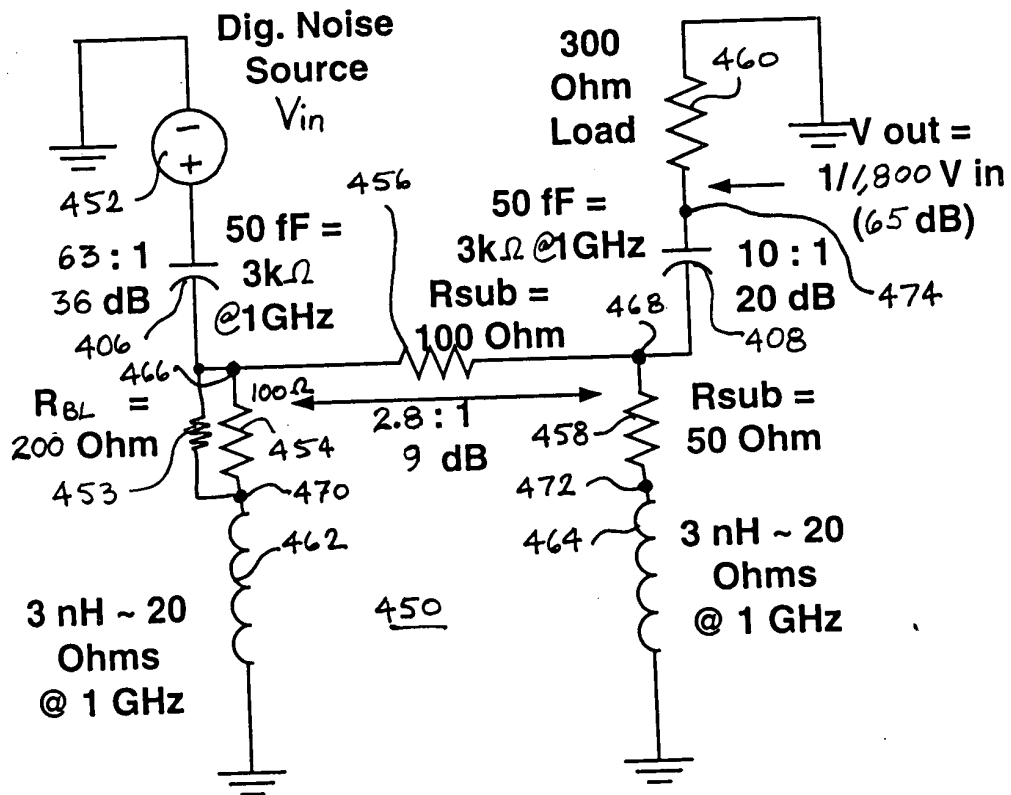 Dig. Noise
Source
Vin
452
63 : 1
36 dB
406
50 fF =
3kΩ
@1GHz
456
300
Ohm
Load
460
V out =
1/1,800 V in
(65 dB)
50 fF =
3kΩ @1GHz
10 : 1
20 dB
474
408
Rsub =
100 Ohm
468
466
RBL =
200 Ohm
453
100Ω
454
2.8 : 1
9 dB
458
Rsub =
50 Ohm
470
472
462
464
3 nH ~ 20
Ohms
@ 1 GHz
450
3 nH ~ 20
Ohms
@ 1 GHz